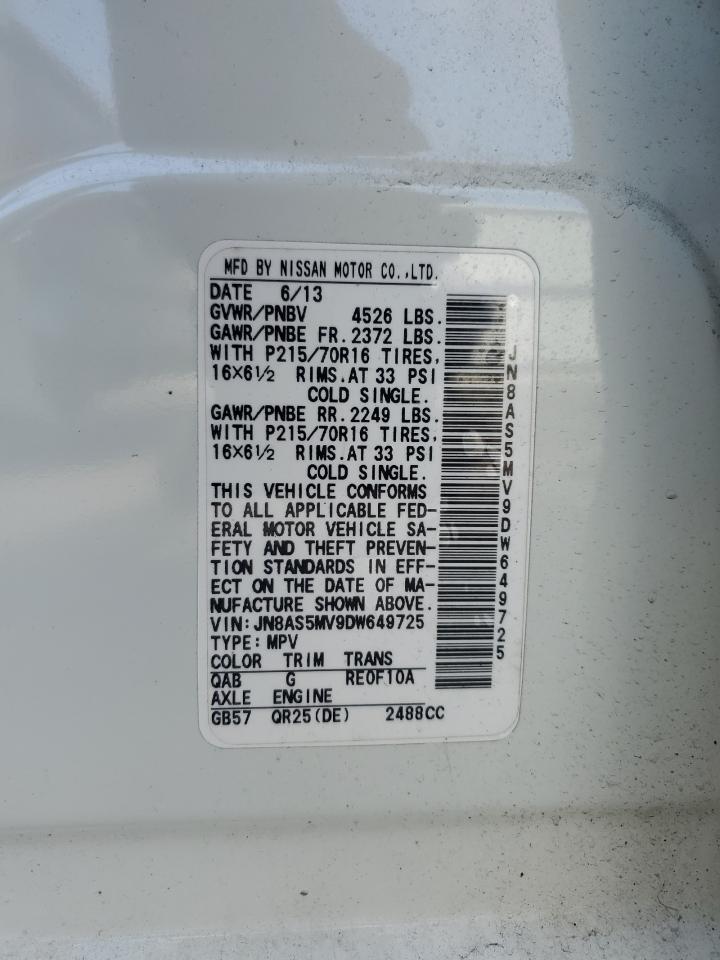 MFD BY NISSAN MOTOR CO.,LTD.
DATE 6/13
GVWR/PNBV 4526 LBS.
GAWR/PNBE FR. 2372 LBS.
WITH P215/70R16 TIRES,
16X6½ RIMS.AT 33 PSI
COLD SINGLE.
GAWR/PNBE RR. 2249 LBS.
WITH P215/70R16 TIRES,
16X6½ RIMS.AT 33 PSI
COLD SINGLE.
THIS VEHICLE CONFORMS
TO ALL APPLICABLE FED-
ERAL MOTOR VEHICLE SA-
FETY AND THEFT PREVEN-
TION STANDARDS IN EFF-
ECT ON THE DATE OF MA-
NUFACTURE SHOWN ABOVE.
VIN: JN8AS5MV9DW649725
TYPE: MPV
COLOR TRIM TRANS
QAB G RE0F10A
AXLE ENGINE
GB57 QR25(DE) 2488CC
JN8AS5MV9DW649725